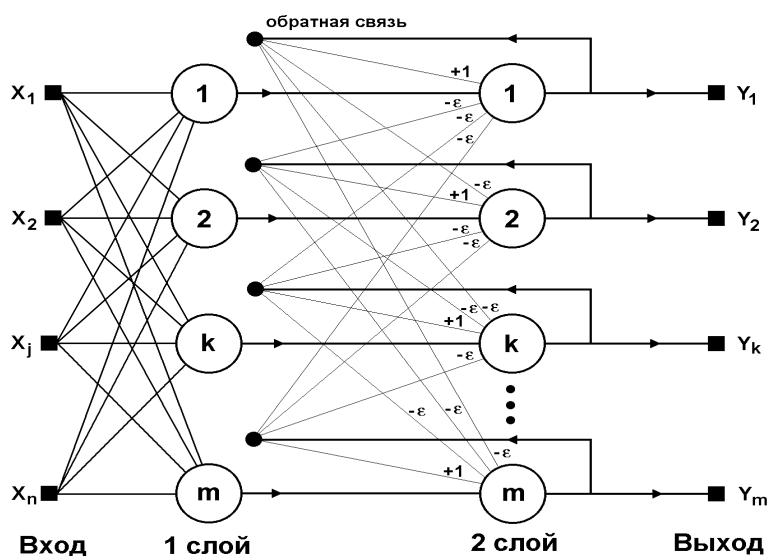 обратная связь
X1 1 +1 1 Y1
-ε
-ε
-ε
-ε
X2 2 +1 2 Y2
-ε
-ε
-ε -ε
Xj k +1 k Yk
-ε
-ε -ε
-ε
Xn m +1 m Ym
Вход 1 слой 2 слой Выход